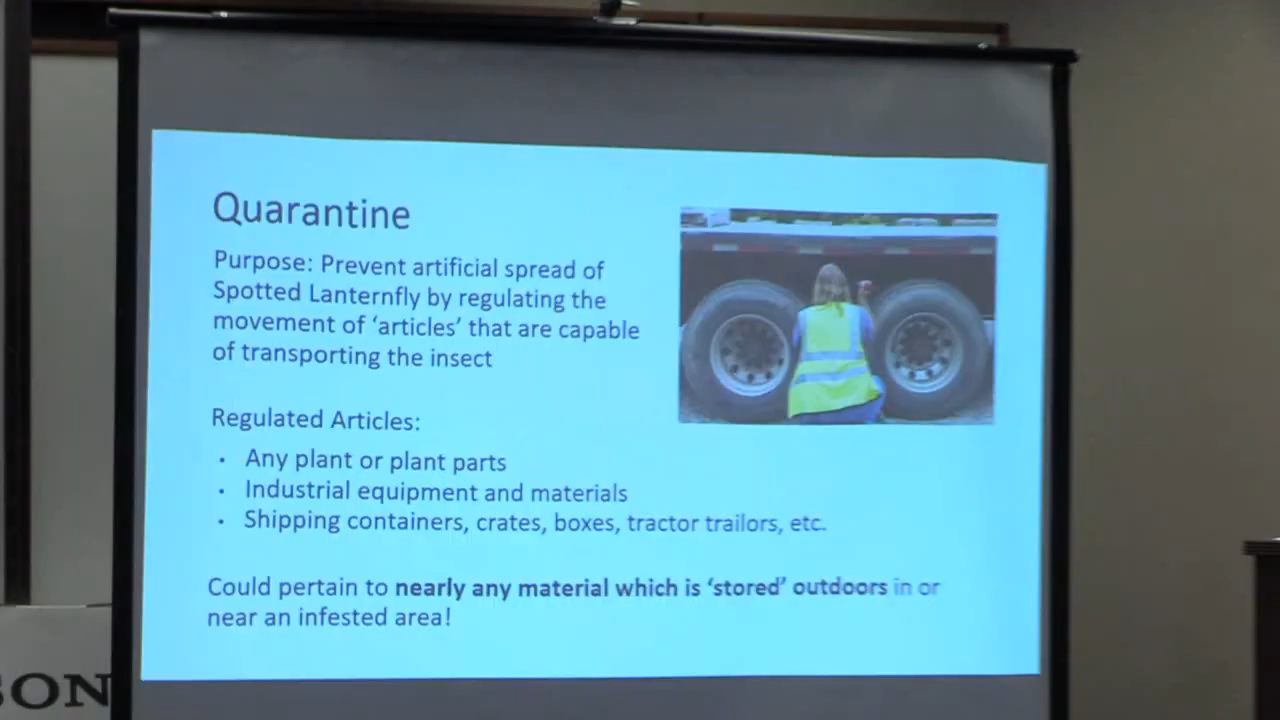 Quarantine
Purpose: Prevent artificial spread of
Spotted Lanternfly by regulating the
movement of ‘articles’ that are capable
of transporting the insect
Regulated Articles:
· Any plant or plant parts
· Industrial equipment and materials
· Shipping containers, crates, boxes, tractor trailors, etc.
Could pertain to nearly any material which is ‘stored’ outdoors in or
near an infested area!
SON